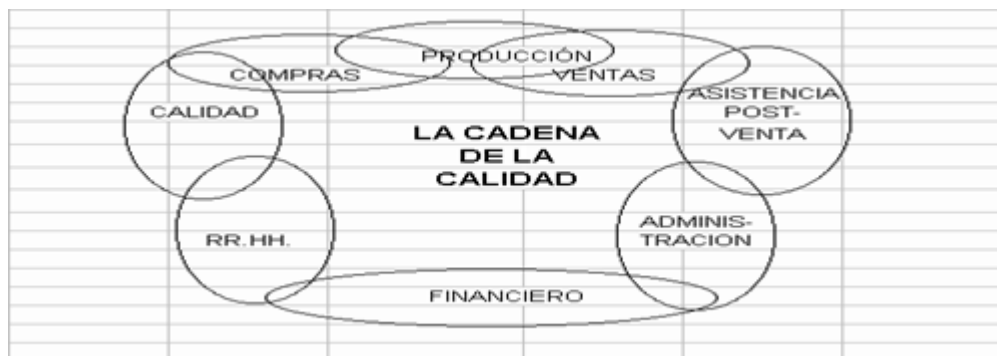 PRODUCCIÓN
COMPRAS
VENTAS
ASISTENCIA
POST-
VENTA
CALIDAD
LA CADENA
DE LA
CALIDAD
ADMINIS-
TRACION
RR.HH.
FINANCIERO